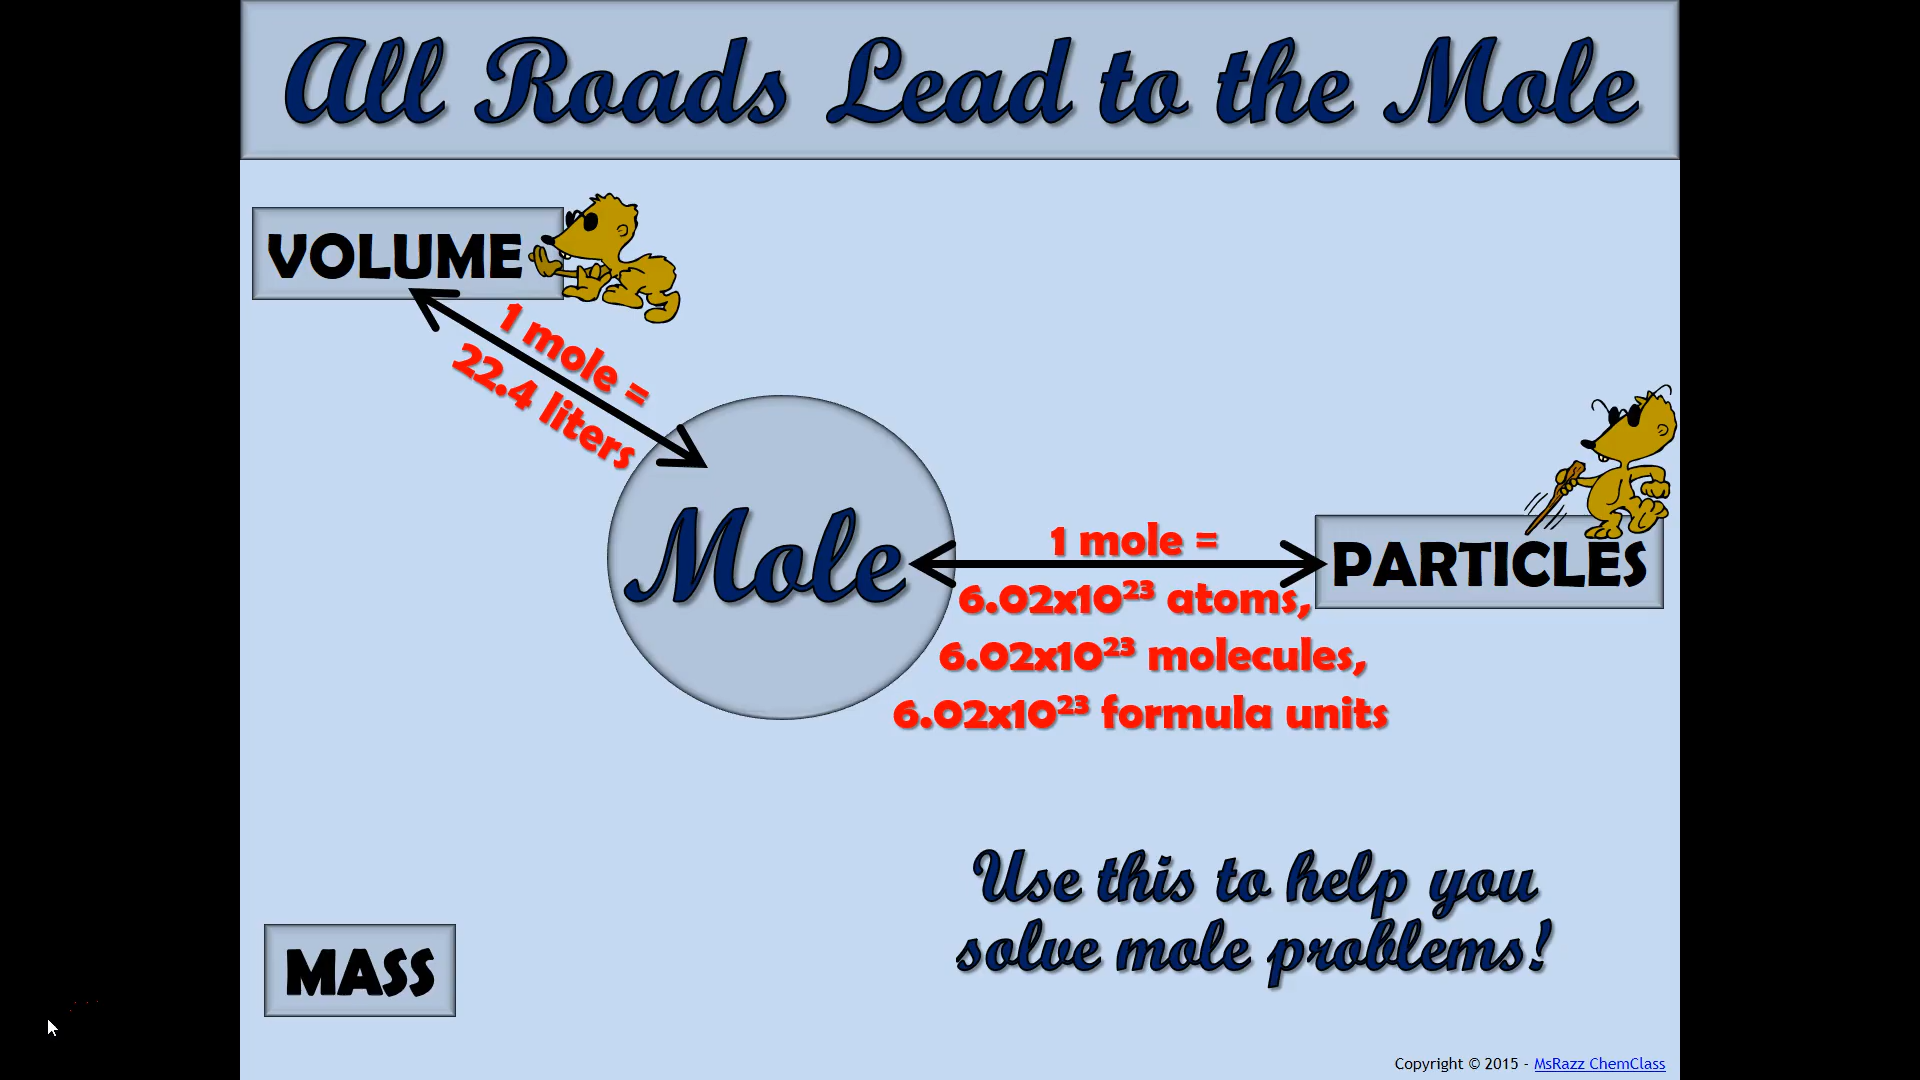 All Roads Lead to the Mole
VOLUME
1 mole =
22.4 liters
Mole
1 mole =
PARTICLES
6.02x10²³ atoms,
6.02x10²³ molecules,
6.02x10²³ formula units
Use this to help you
solve mole problems!
MASS
Copyright © 2015 - MsRazz ChemClass